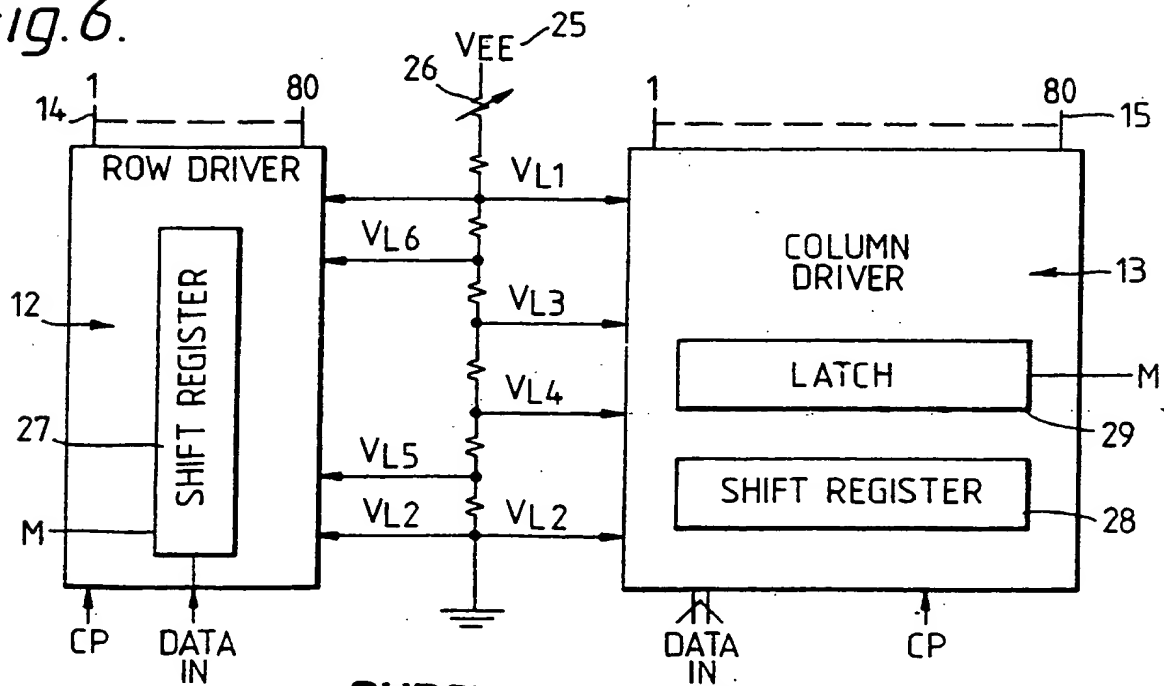 Fig. 6.
VEE 25
26
1
80
14
ROW DRIVER
SHIFT REGISTER
12
27
M
CP
DATA
IN
VL1
VL6
VL3
VL4
VL5
VL2
VL2
1
80
15
COLUMN
DRIVER
13
LATCH
M
29
SHIFT REGISTER
28
DATA
IN
CP